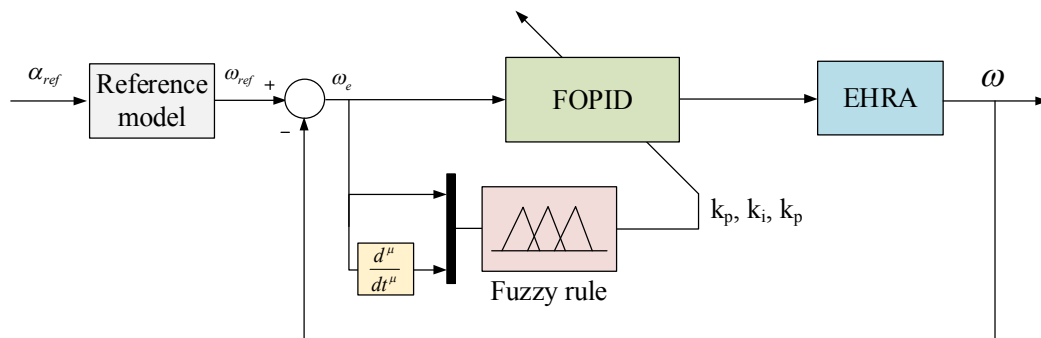 α_ref
Reference
model
ω_ref
+
−
ω_e
FOPID
EHRA
ω
k_p, k_i, k_p
d^μ
dt^μ
Fuzzy rule